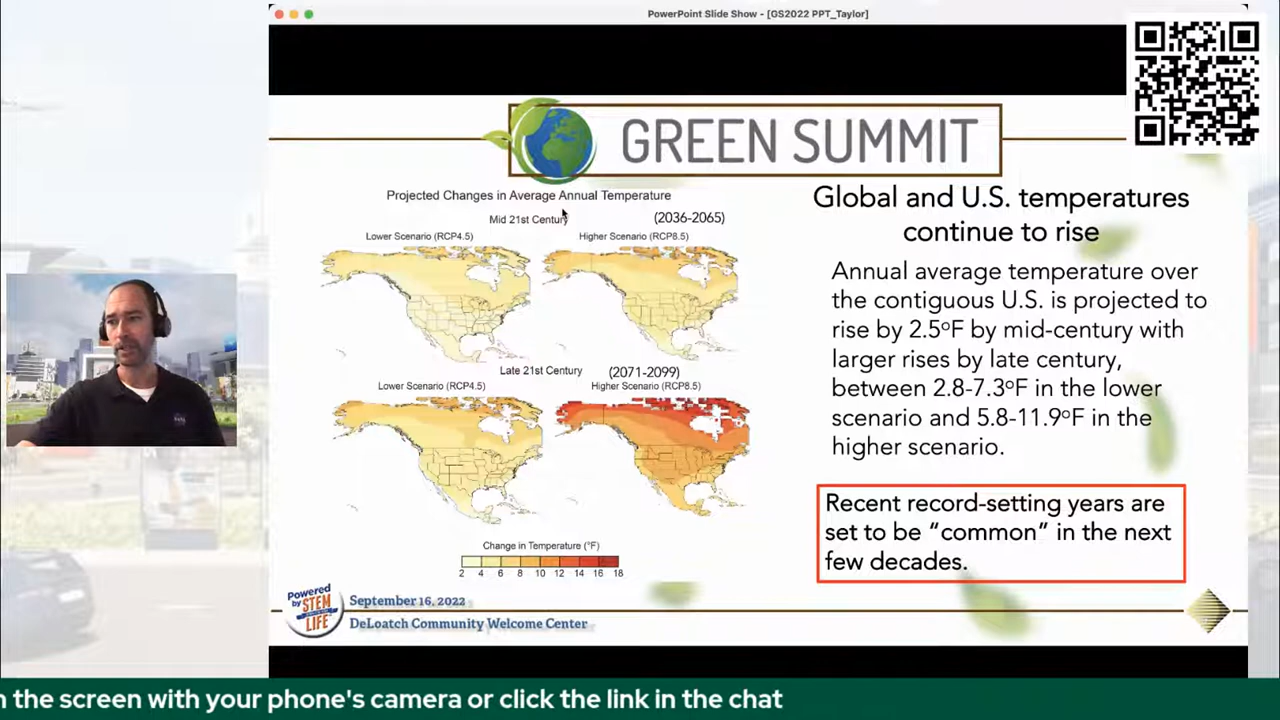 PowerPoint Slide Show - [GS2022 PPT_Taylor]
GREEN SUMMIT
Projected Changes in Average Annual Temperature
Mid 21st Century (2036-2065)
Lower Scenario (RCP4.5) Higher Scenario (RCP8.5)
Late 21st Century (2071-2099)
Lower Scenario (RCP4.5) Higher Scenario (RCP8.5)
Change in Temperature (°F)
2 4 6 8 10 12 14 16 18
Global and U.S. temperatures
continue to rise
Annual average temperature over
the contiguous U.S. is projected to
rise by 2.5°F by mid-century with
larger rises by late century,
between 2.8-7.3°F in the lower
scenario and 5.8-11.9°F in the
higher scenario.
Recent record-setting years are
set to be “common” in the next
few decades.
Powered
by STEM
LIFE
September 16, 2022
DeLoatch Community Welcome Center
the screen with your phone's camera or click the link in the chat